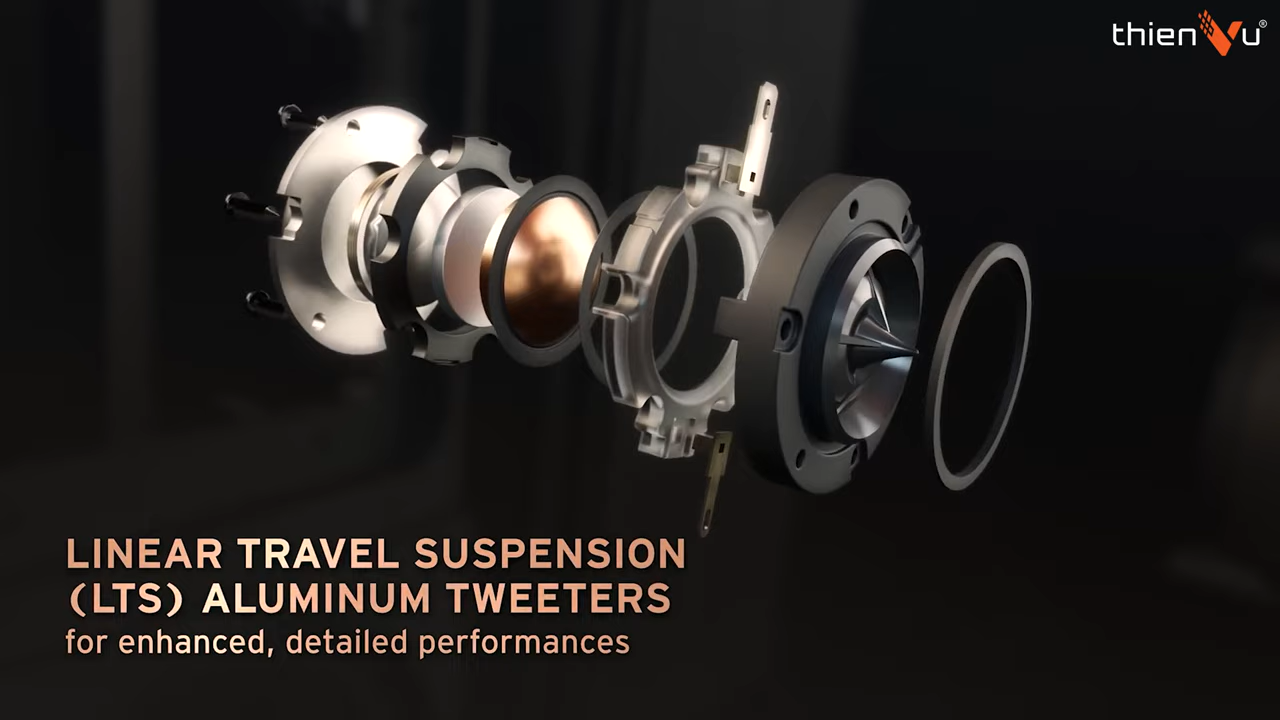 thienVu®
LINEAR TRAVEL SUSPENSION
(LTS) ALUMINUM TWEETERS
for enhanced, detailed performances